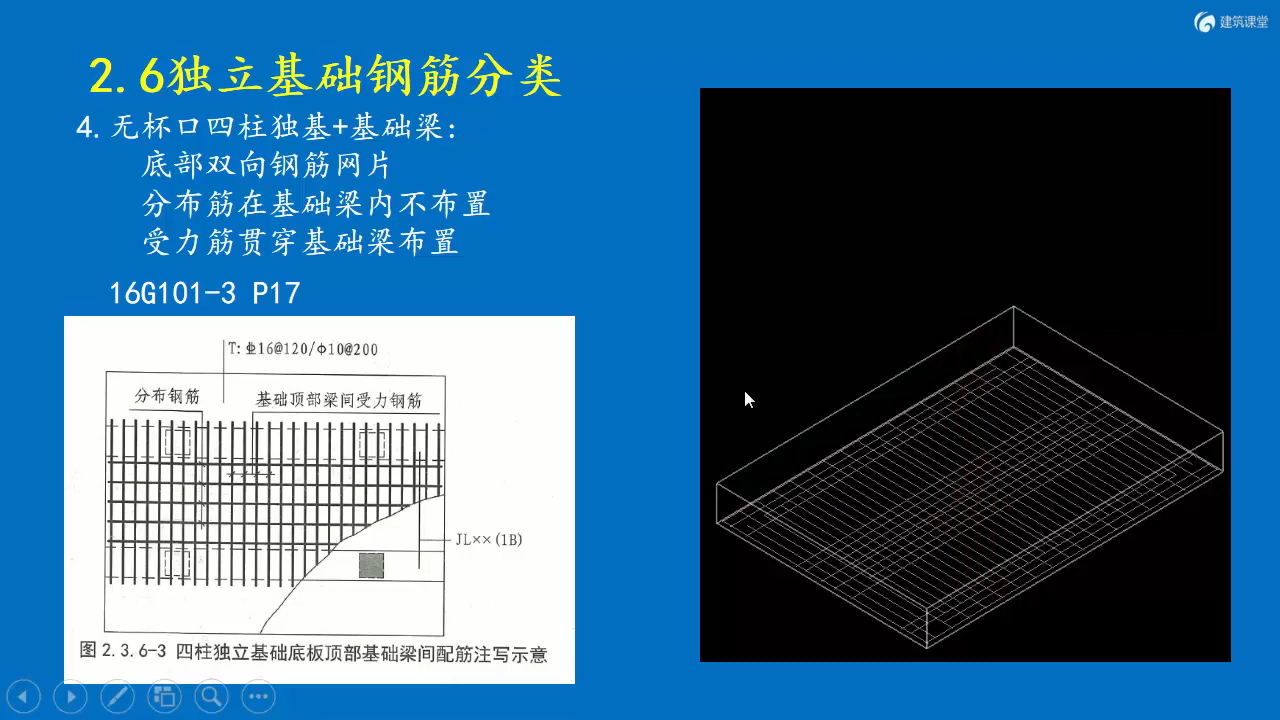 建筑课堂
2.6独立基础钢筋分类
4.无杯口四柱独基+基础梁:
底部双向钢筋网片
分布筋在基础梁内不布置
受力筋贯穿基础梁布置
16G101-3 P17
T:Φ16@120/Φ10@200
分布钢筋
基础顶部梁间受力钢筋
JL××(1B)
图2.3.6-3 四柱独立基础底板顶部基础梁间配筋注写示意